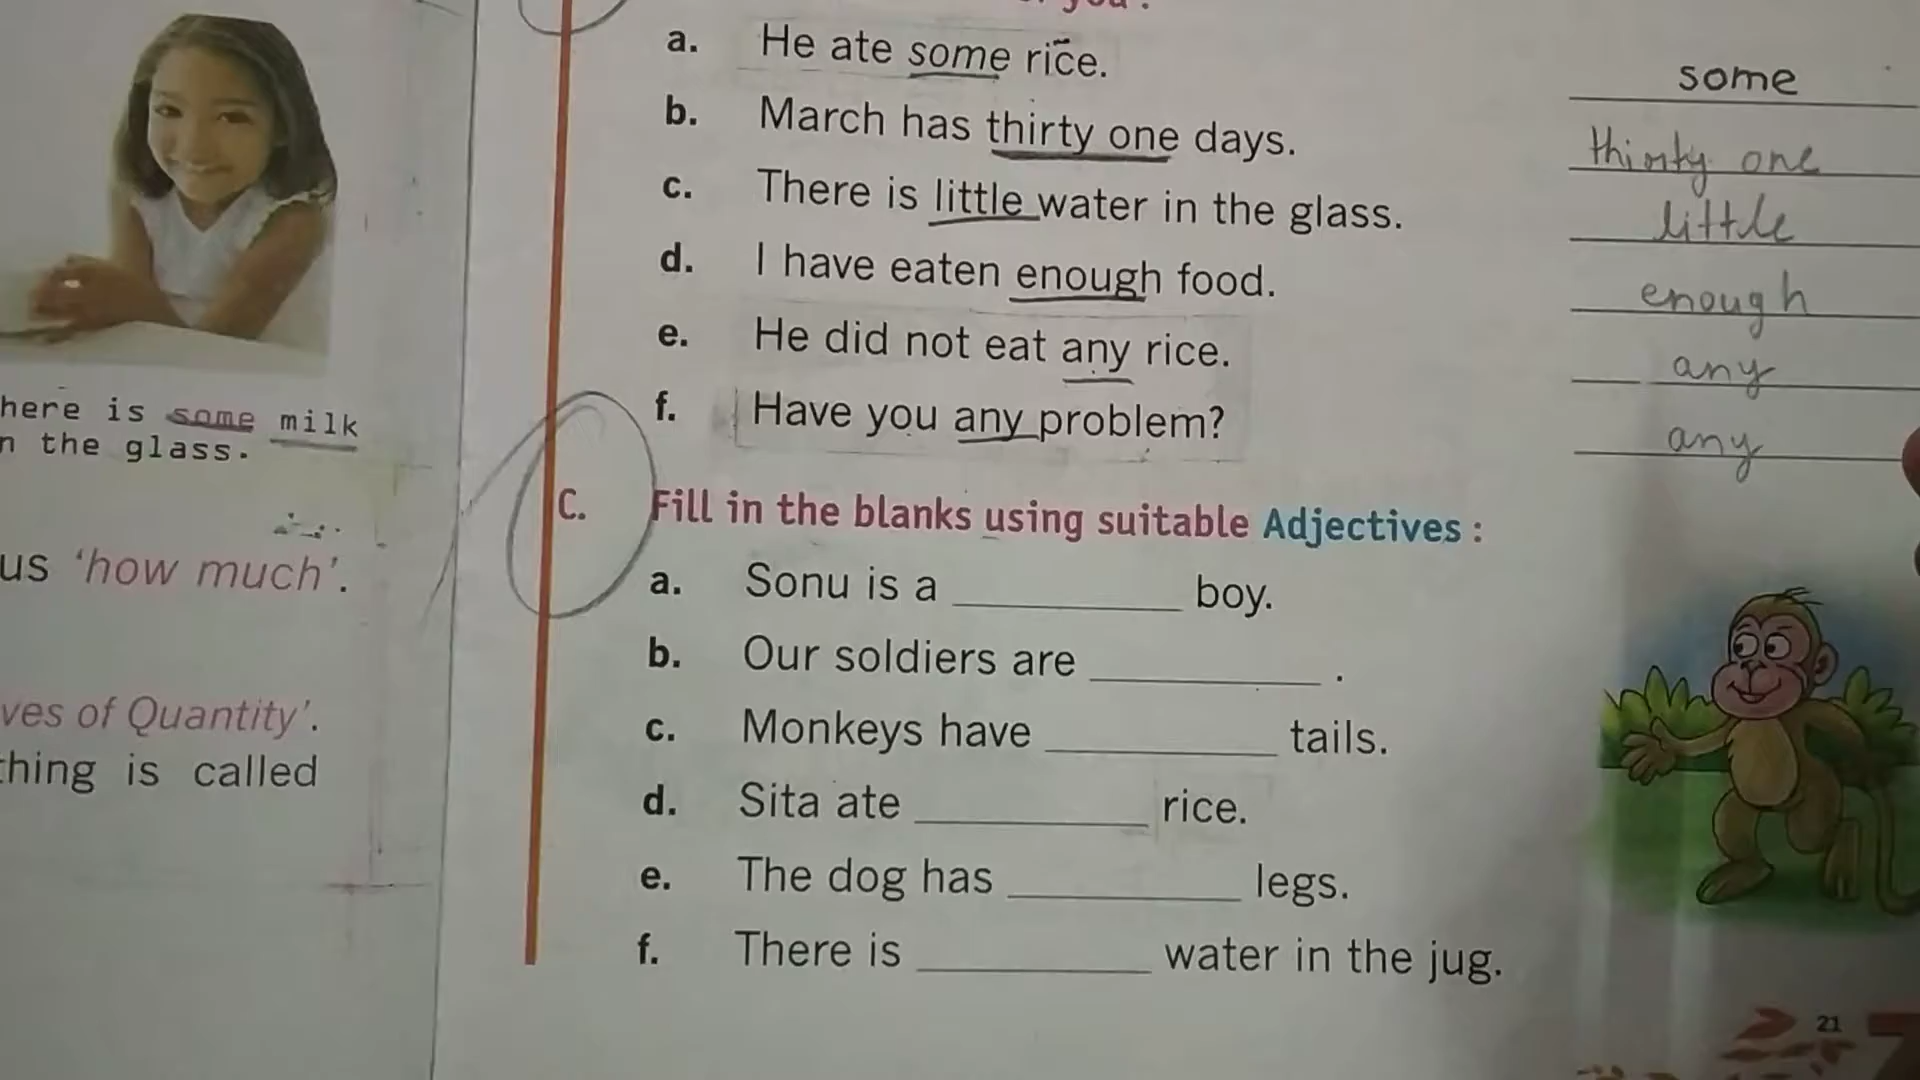 you :
a. He ate some rice. some
b. March has thirty one days. thirty one
c. There is little water in the glass. little
d. I have eaten enough food. enough
e. He did not eat any rice. any
f. Have you any problem? any
here is some milk
n the glass.
us 'how much'.
ves of Quantity'.
thing is called
C. Fill in the blanks using suitable Adjectives :
a. Sonu is a __________ boy.
b. Our soldiers are __________ .
c. Monkeys have __________ tails.
d. Sita ate __________ rice.
e. The dog has __________ legs.
f. There is __________ water in the jug.
21